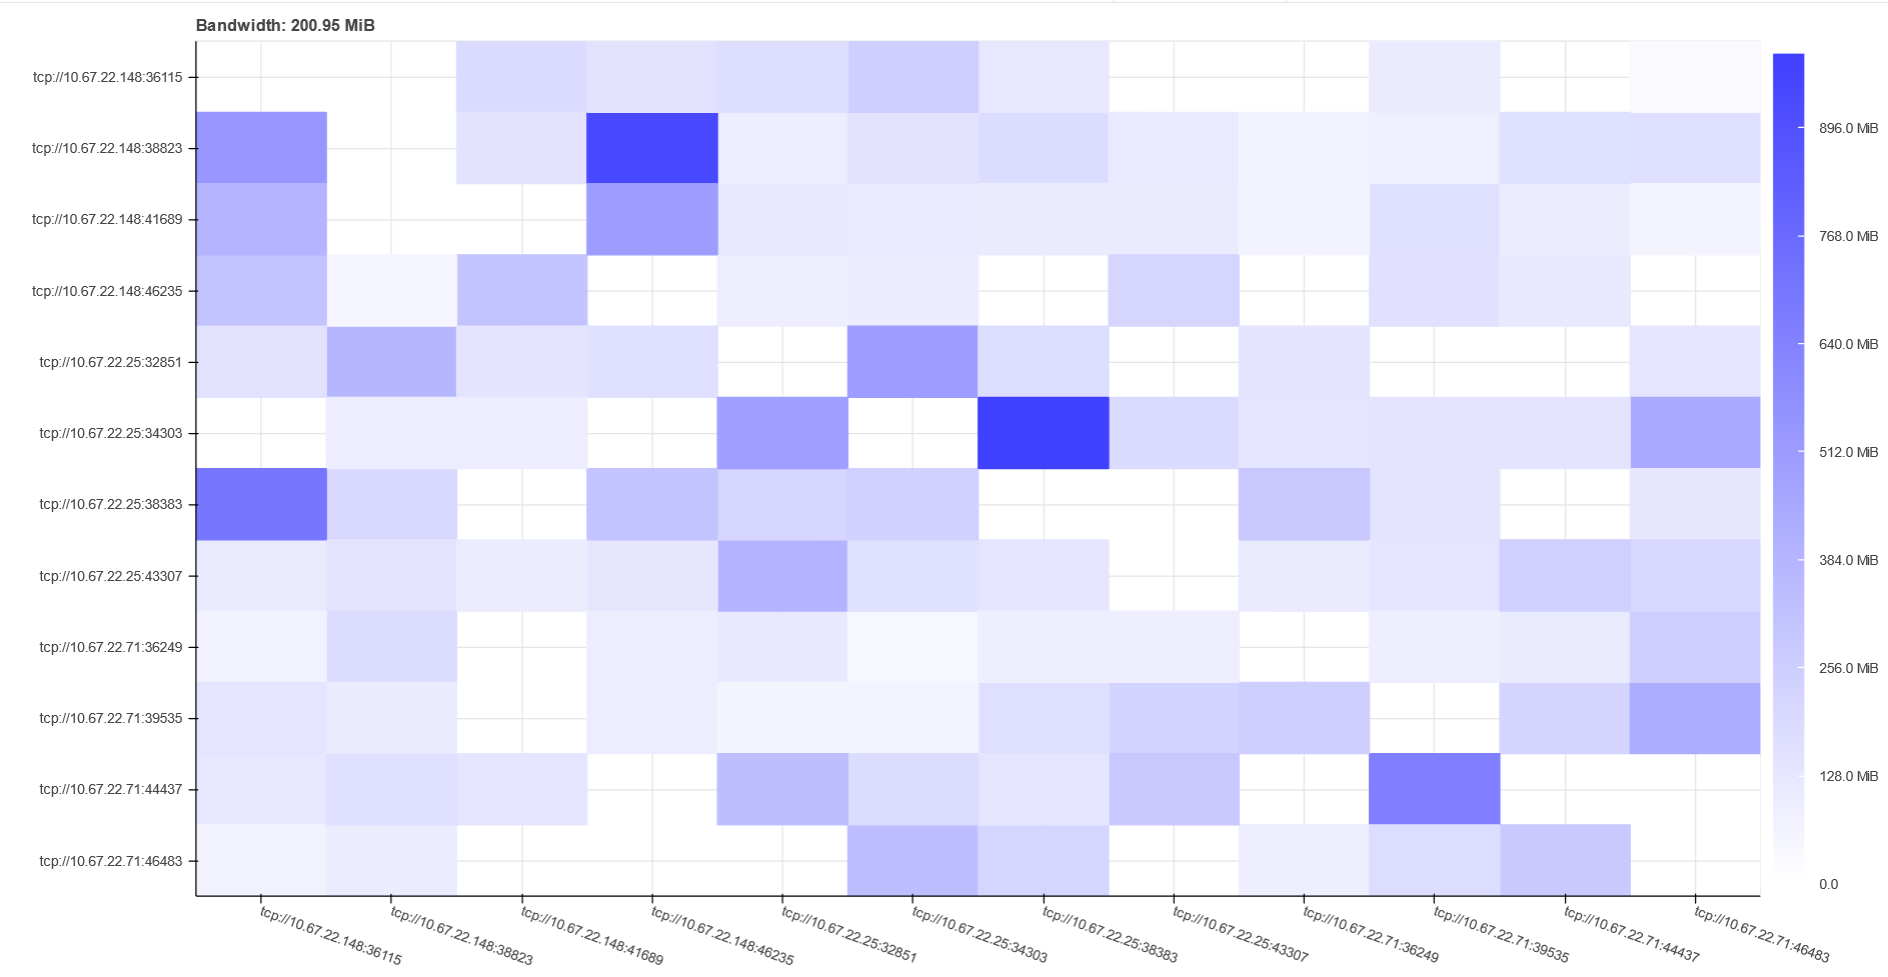 Bandwidth: 200.95 MiB
tcp://10.67.22.148:36115
tcp://10.67.22.148:38823
tcp://10.67.22.148:41689
tcp://10.67.22.148:46235
tcp://10.67.22.25:32851
tcp://10.67.22.25:34303
tcp://10.67.22.25:38383
tcp://10.67.22.25:43307
tcp://10.67.22.71:36249
tcp://10.67.22.71:39535
tcp://10.67.22.71:44437
tcp://10.67.22.71:46483
896.0 MiB
768.0 MiB
640.0 MiB
512.0 MiB
384.0 MiB
256.0 MiB
128.0 MiB
0.0
tcp://10.67.22.148:36115
tcp://10.67.22.148:38823
tcp://10.67.22.148:41689
tcp://10.67.22.148:46235
tcp://10.67.22.25:32851
tcp://10.67.22.25:34303
tcp://10.67.22.25:38383
tcp://10.67.22.25:43307
tcp://10.67.22.71:36249
tcp://10.67.22.71:39535
tcp://10.67.22.71:44437
tcp://10.67.22.71:46483